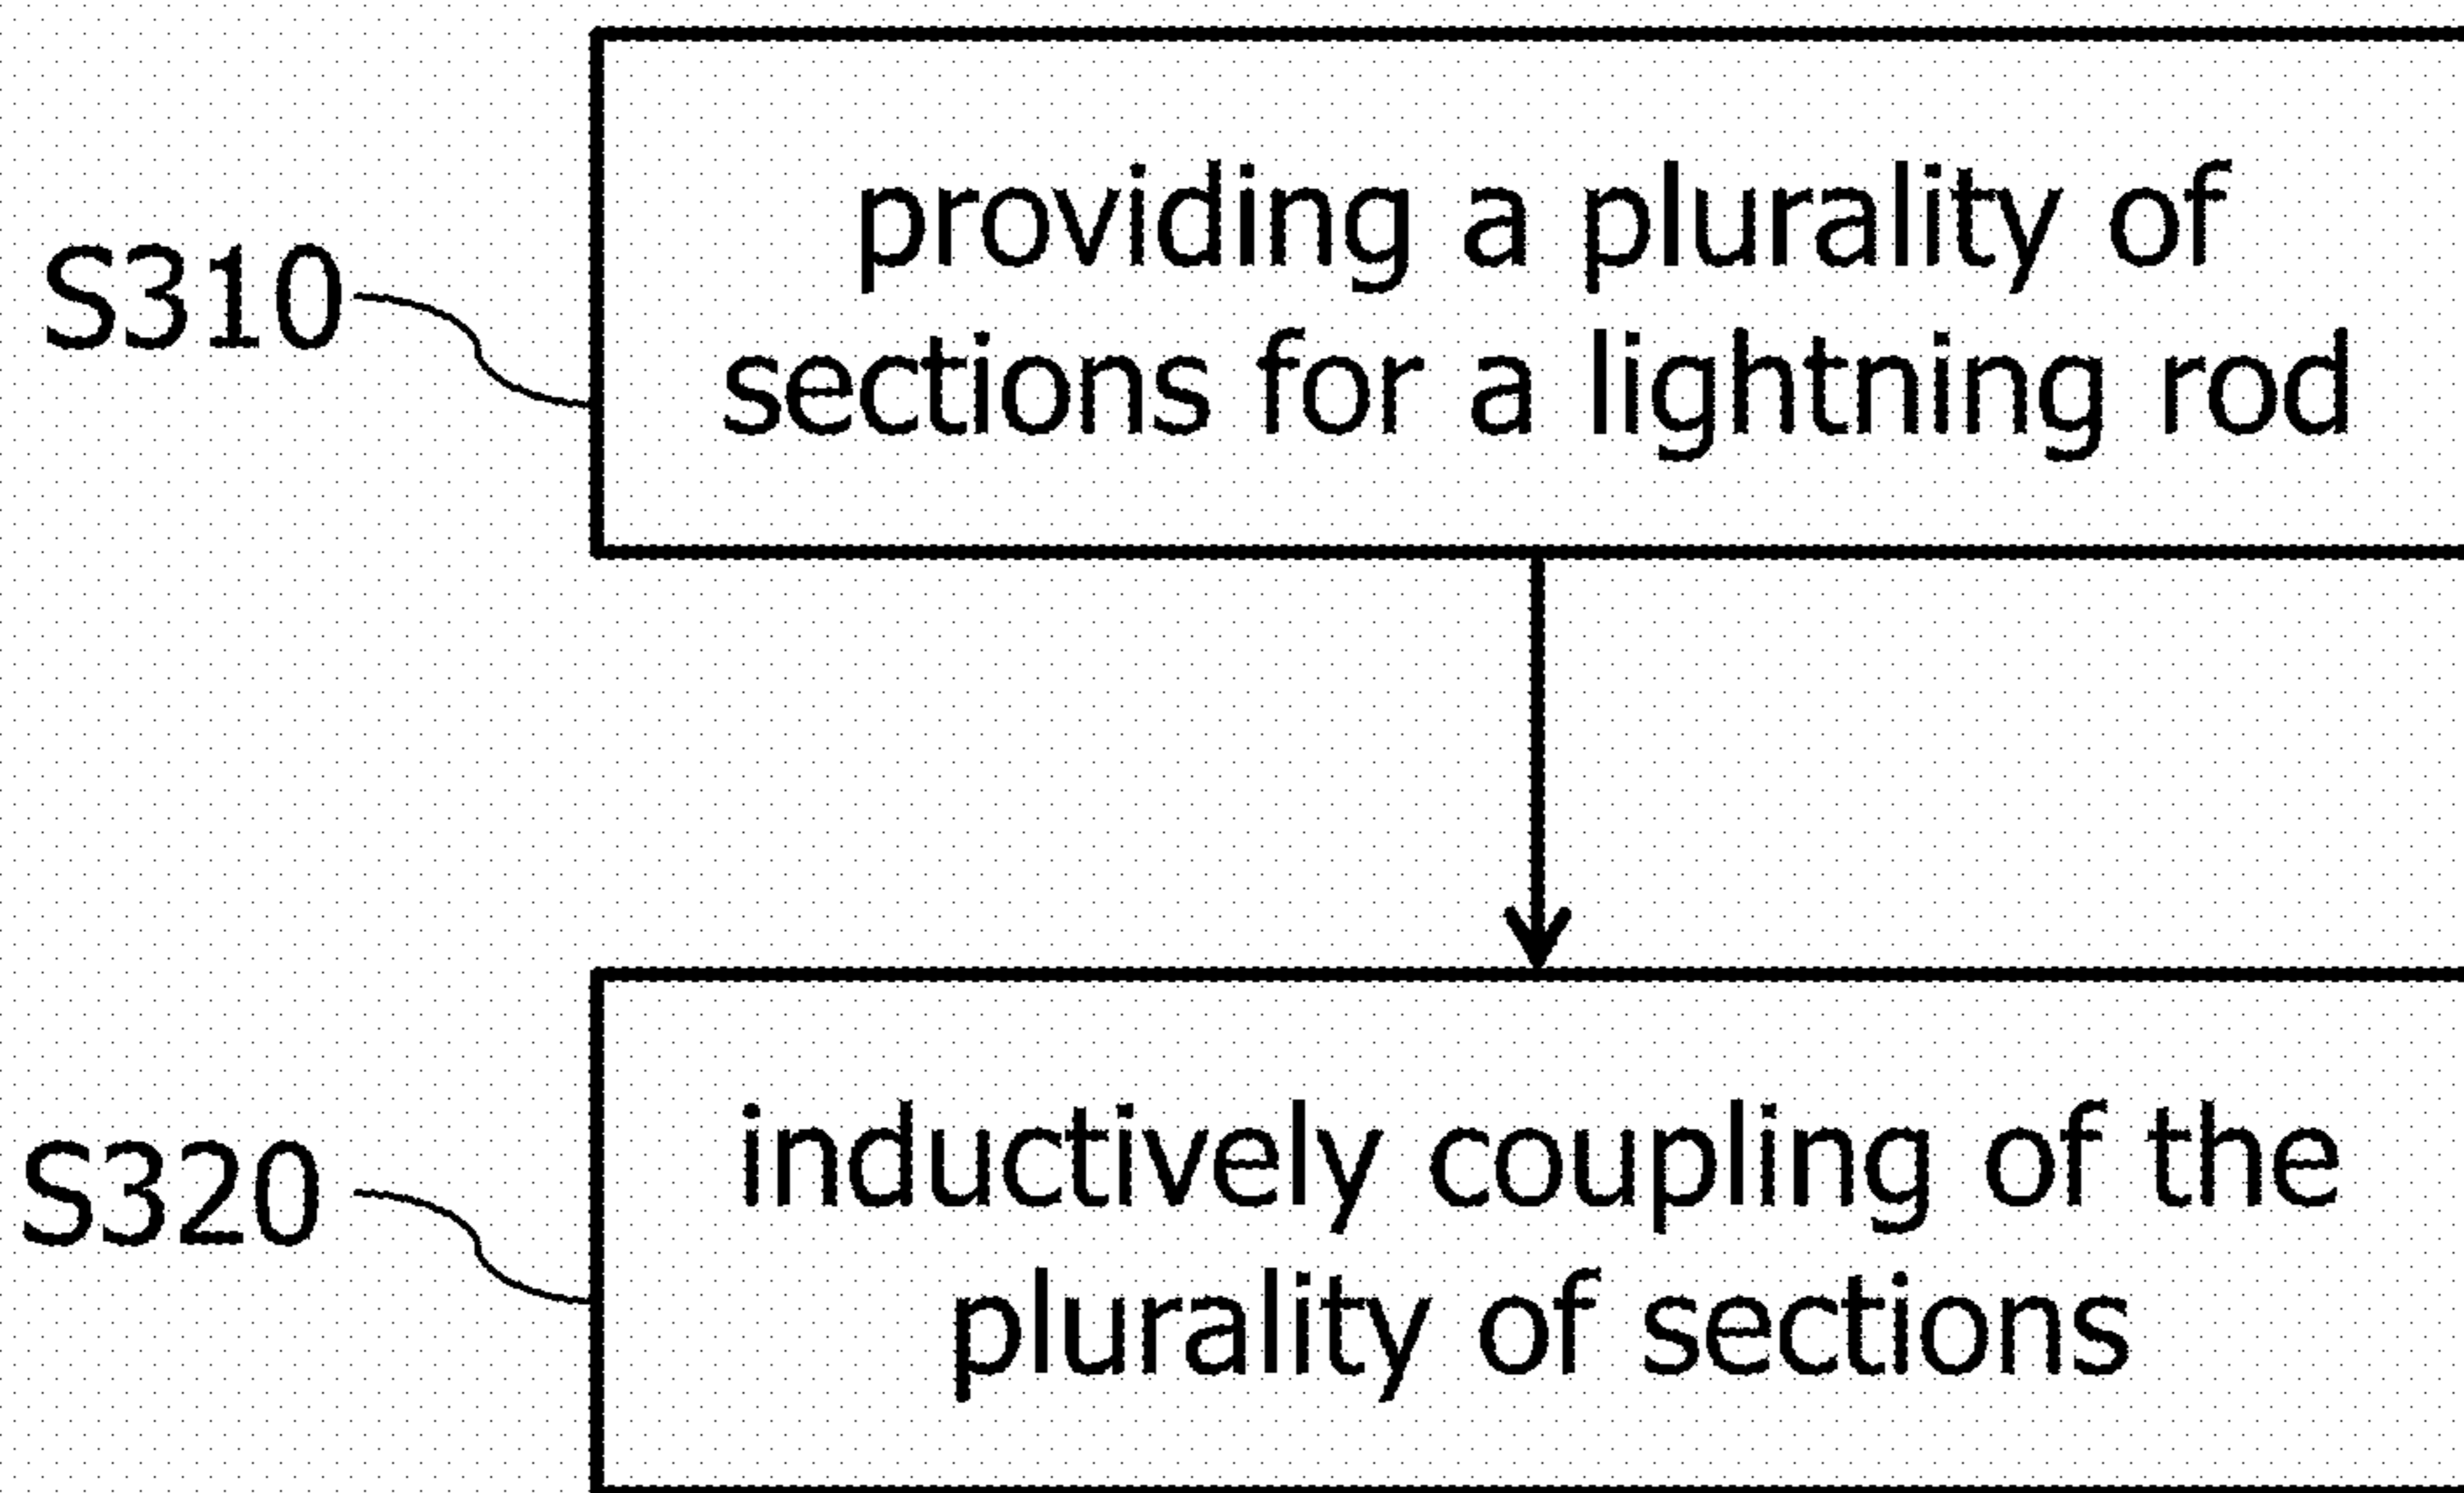 S310
providing a plurality of
sections for a lightning rod
S320
inductively coupling of the
plurality of sections